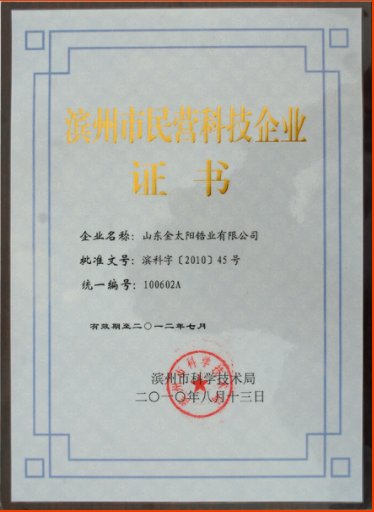 滨州市民营科技企业
证书
企业名称：山东金太阳锆业有限公司
批准文号：滨科字〔2010〕45号
统一编号：100602A
有效期至二〇一二年七月
滨州市科学技术局
二〇一〇年八月十三日